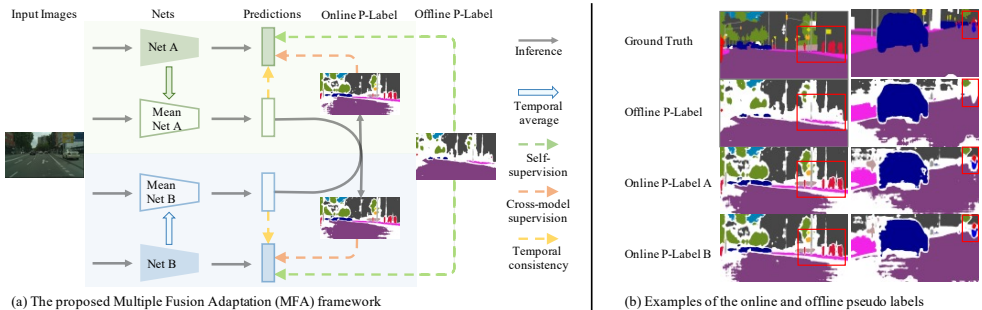 Input Images
Nets
Predictions
Online P-Label
Offline P-Label
Net A
Mean
Net A
Mean
Net B
Net B
Inference
Temporal
average
Self-
supervision
Cross-model
supervision
Temporal
consistency
(a) The proposed Multiple Fusion Adaptation (MFA) framework
Ground Truth
Offline P-Label
Online P-Label A
Online P-Label B
(b) Examples of the online and offline pseudo labels